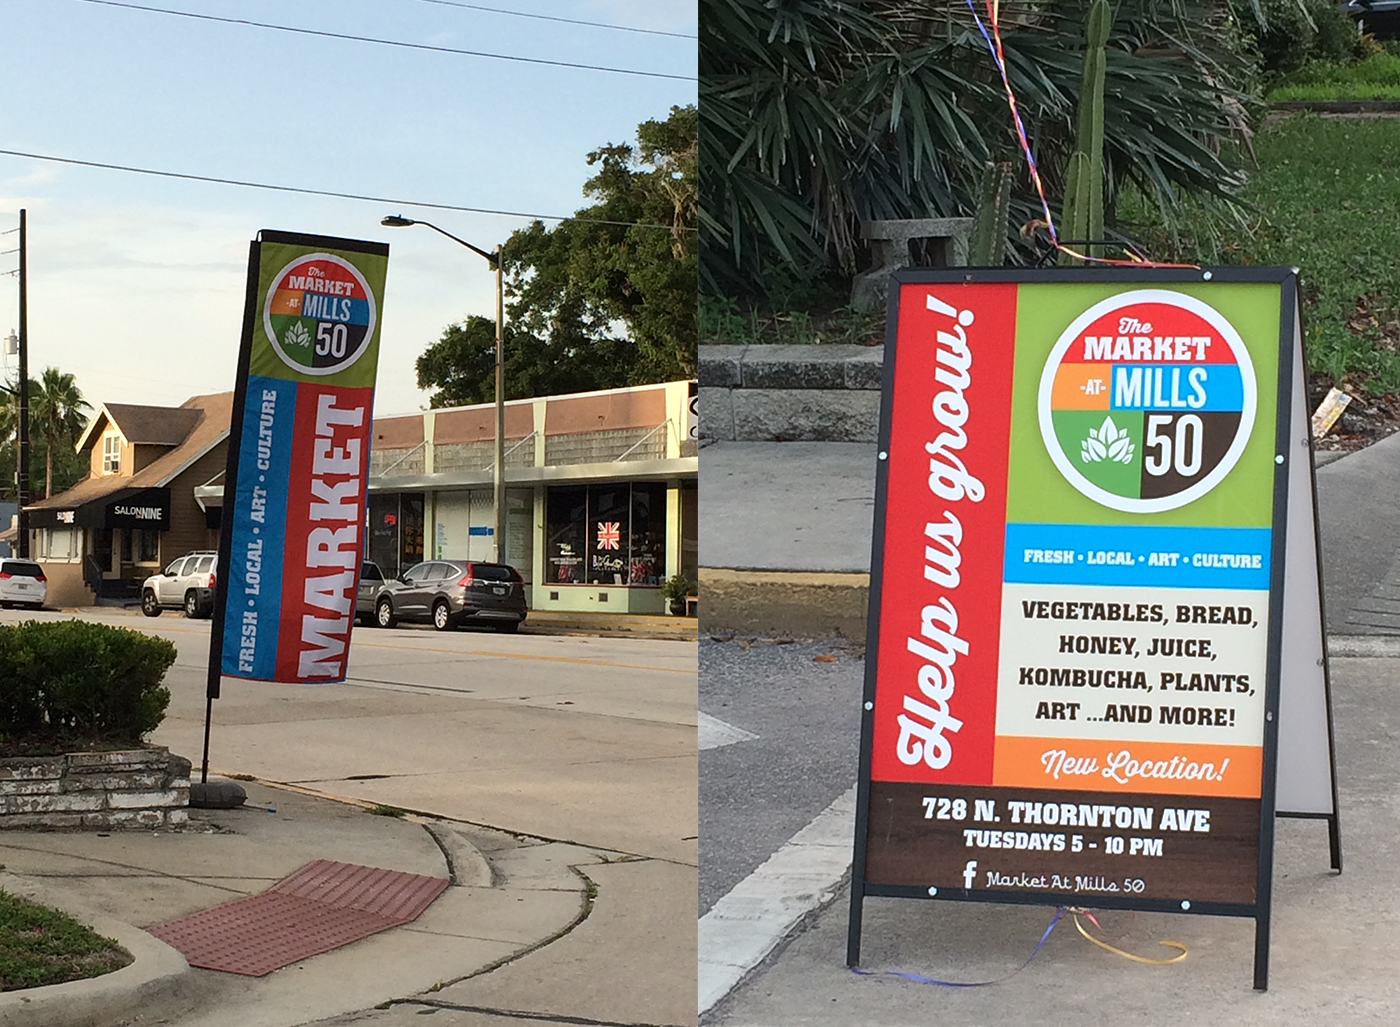 The
MARKET
-AT- MILLS
50
FRESH • LOCAL • ART • CULTURE
MARKET
SALON NINE
SALON NINE
Help us grow!
The
MARKET
-AT- MILLS
50
FRESH • LOCAL • ART • CULTURE
VEGETABLES, BREAD,
HONEY, JUICE,
KOMBUCHA, PLANTS,
ART ...AND MORE!
New Location!
728 N. THORNTON AVE
TUESDAYS 5 - 10 PM
f Market At Mills 50